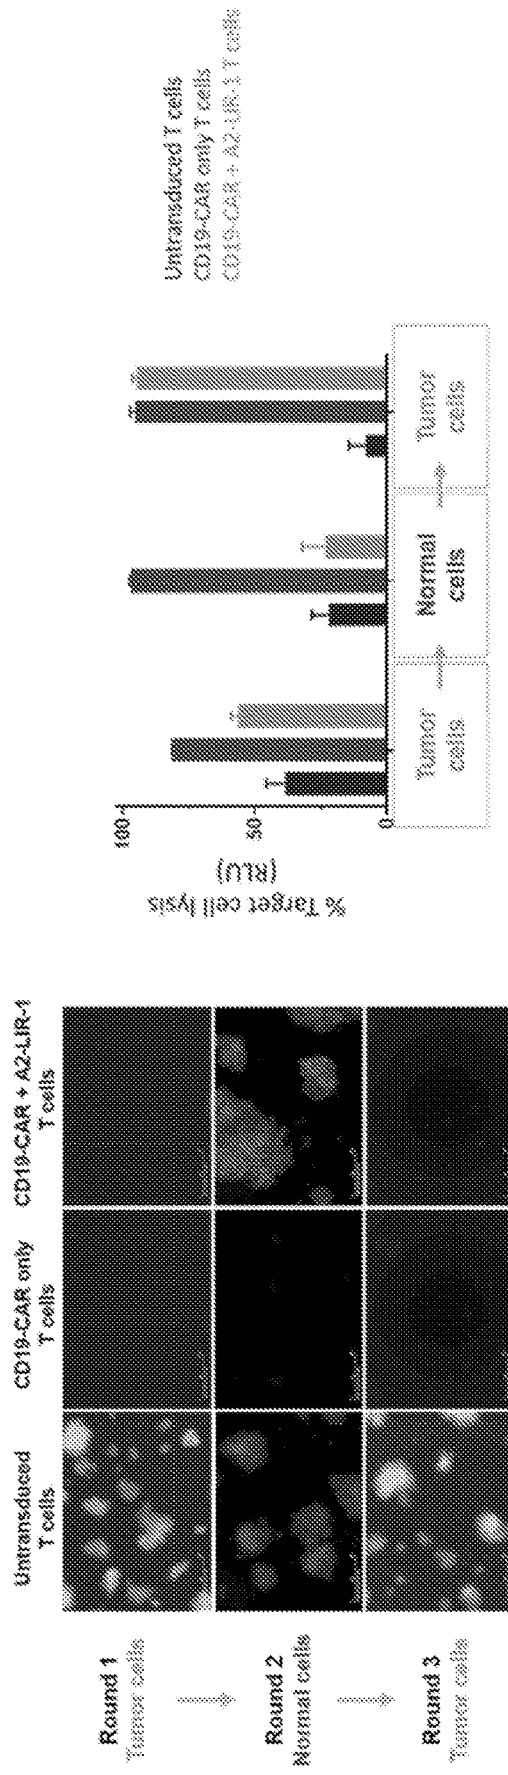 Untransduced
T cells
CD19-CAR only
T cells
CD19-CAR + A2-LIR-1
T cells
Round 1
Tumor cells
Round 2
Normal cells
Round 3
Tumor cells
% Target cell lysis
(RLU)
100
50
0
Tumor
cells
Normal
cells
Tumor
cells
Untransduced T cells
CD19-CAR only T cells
CD19-CAR + A2-LIR-1 T cells